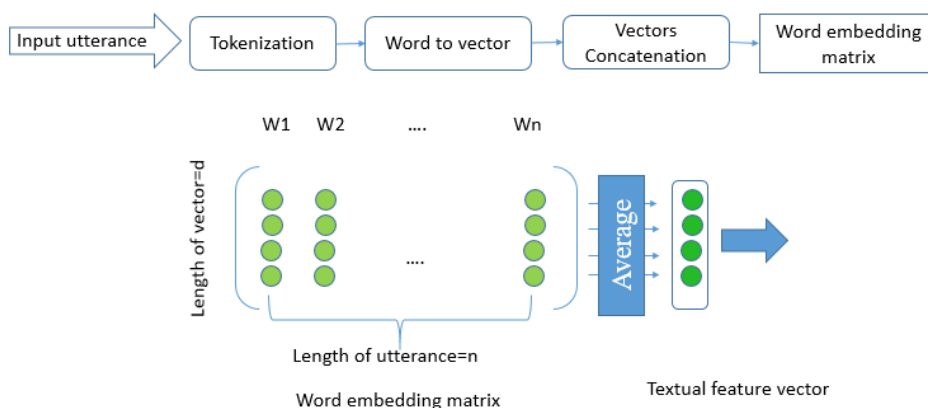 Input utterance
Tokenization
Word to vector
Vectors
Concatenation
Word embedding
matrix
W1 W2 .... Wn
Length of vector=d
....
Average
Length of utterance=n
Word embedding matrix
Textual feature vector